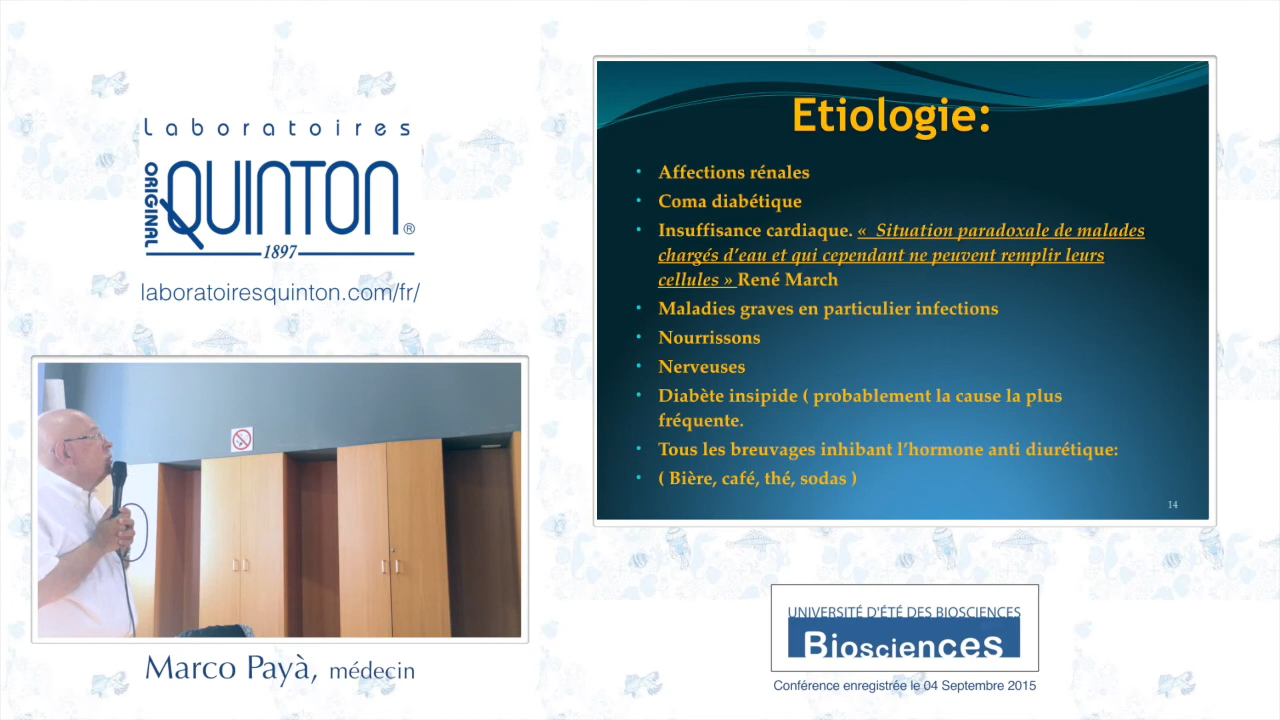 Laboratoires
ORIGINAL
QUINTON®
1897
laboratoiresquinton.com/fr/
Marco Payà, médecin
Etiologie:
• Affections rénales
• Coma diabétique
• Insuffisance cardiaque. «  Situation paradoxale de malades
chargés d’eau et qui cependant ne peuvent remplir leurs
cellules » René March
• Maladies graves en particulier infections
• Nourrissons
• Nerveuses
• Diabète insipide ( probablement la cause la plus
fréquente.
• Tous les breuvages inhibant l’hormone anti diurétique:
• ( Bière, café, thé, sodas )
14
UNIVERSITÉ D'ÉTÉ DES BIOSCIENCES
Biosciences
Conférence enregistrée le 04 Septembre 2015